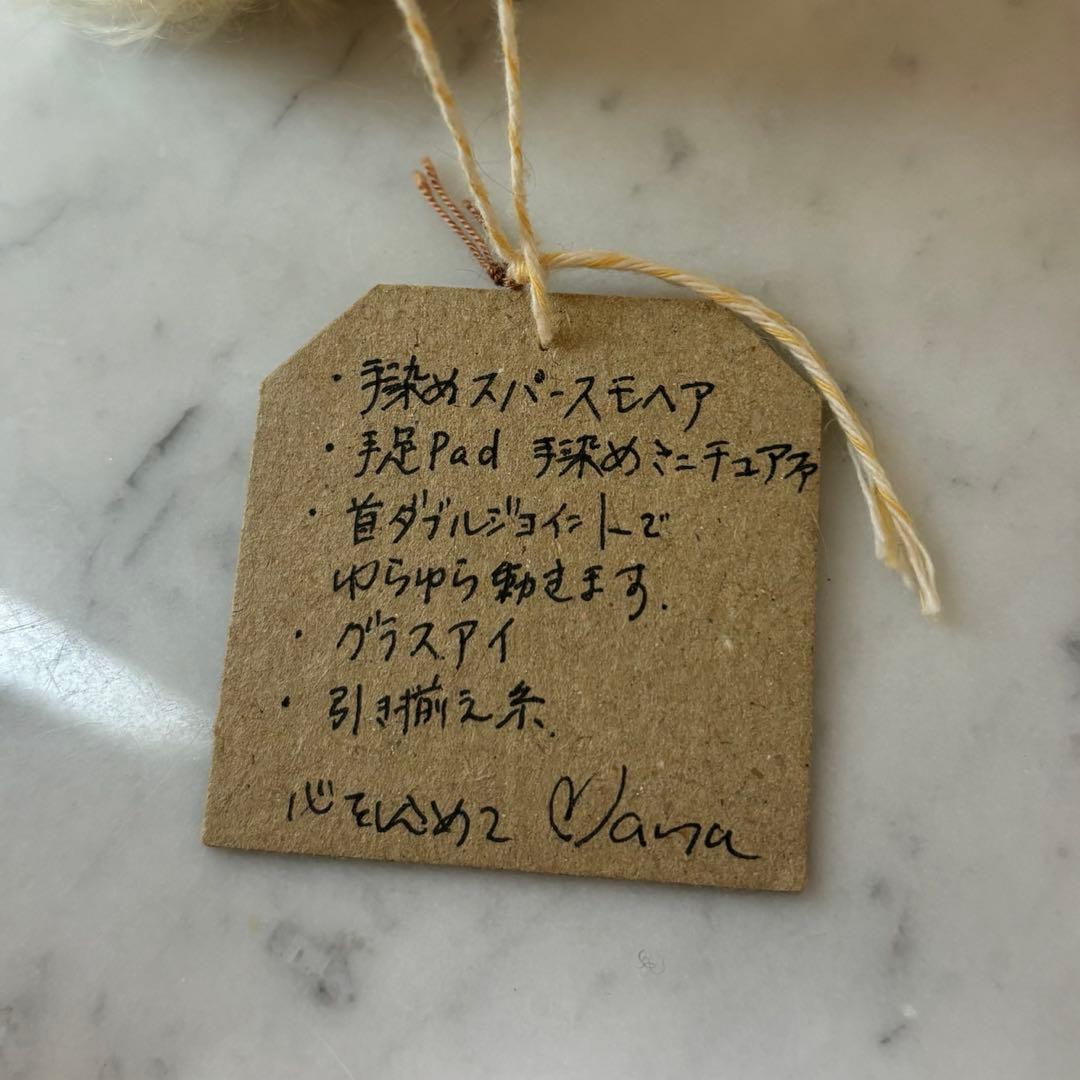 ・手染めスパースモヘア
・手足Pad 手染めミニチュア布
・首ダブルジョイントで
ゆらゆら動きます.
・グラスアイ
・引き揃え糸.
心を込めて